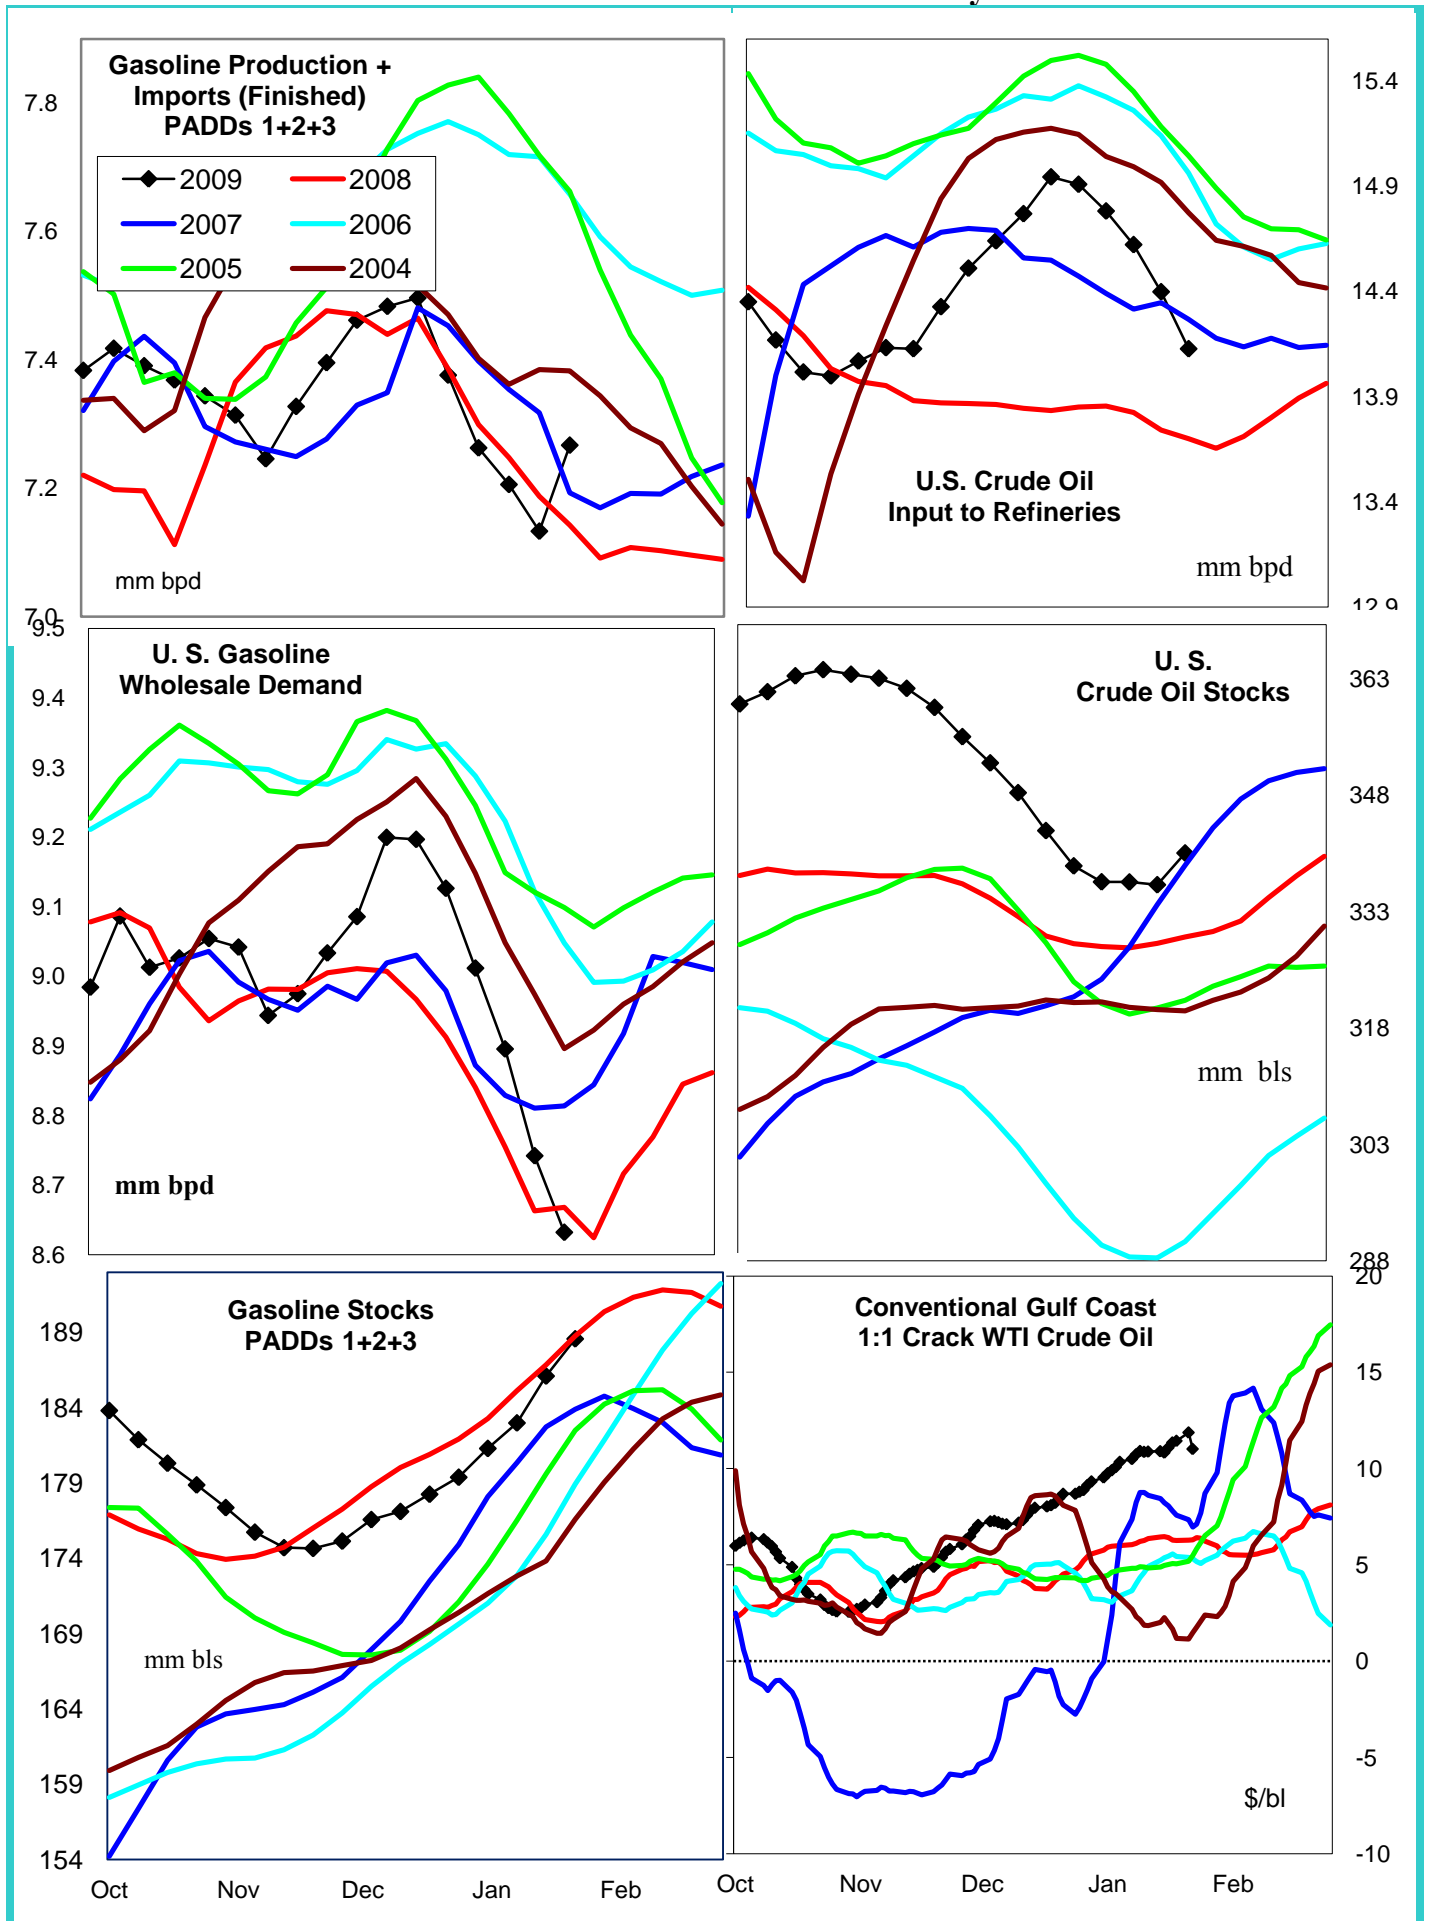 Gasoline Production +
Imports (Finished)
PADDs 1+2+3
2009 2008
2007 2006
2005 2004
7.8
7.6
7.4
7.2
7.0
mm bpd
15.4
14.9
14.4
13.9
13.4
12.9
U.S. Crude Oil
Input to Refineries
mm bpd
U. S. Gasoline
Wholesale Demand
9.5
9.4
9.3
9.2
9.1
9.0
8.9
8.8
8.7
8.6
mm bpd
U. S.
Crude Oil Stocks
363
348
333
318
303
288
mm bls
Gasoline Stocks
PADDs 1+2+3
189
184
179
174
169
164
159
154
mm bls
Oct Nov Dec Jan Feb
Conventional Gulf Coast
1:1 Crack WTI Crude Oil
20
15
10
5
0
-5
-10
$/bl
Oct Nov Dec Jan Feb